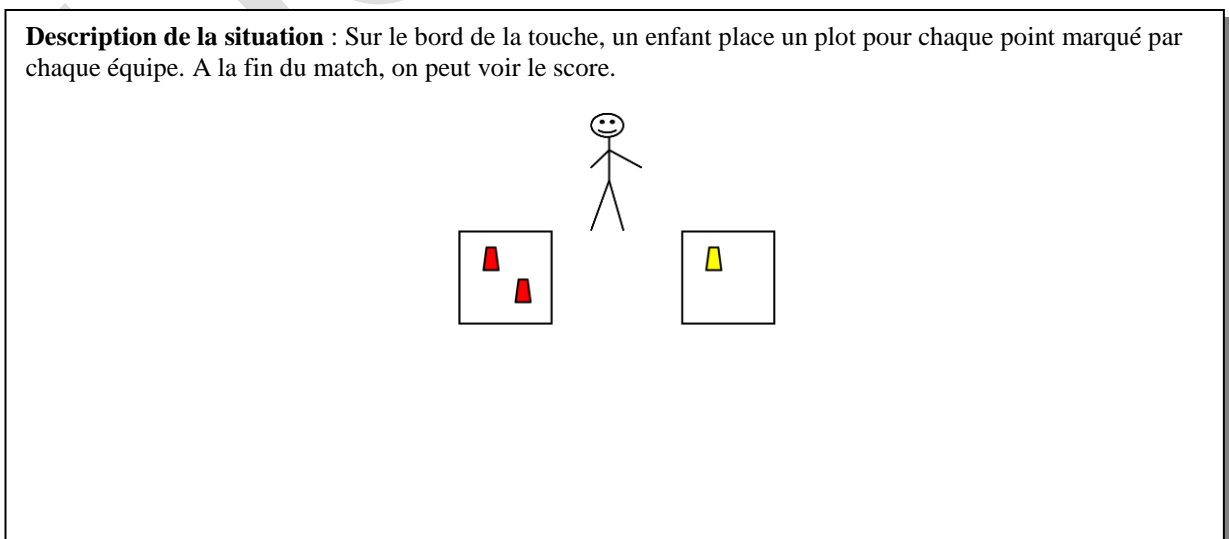 Description de la situation : Sur le bord de la touche, un enfant place un plot pour chaque point marqué par
chaque équipe. A la fin du match, on peut voir le score.